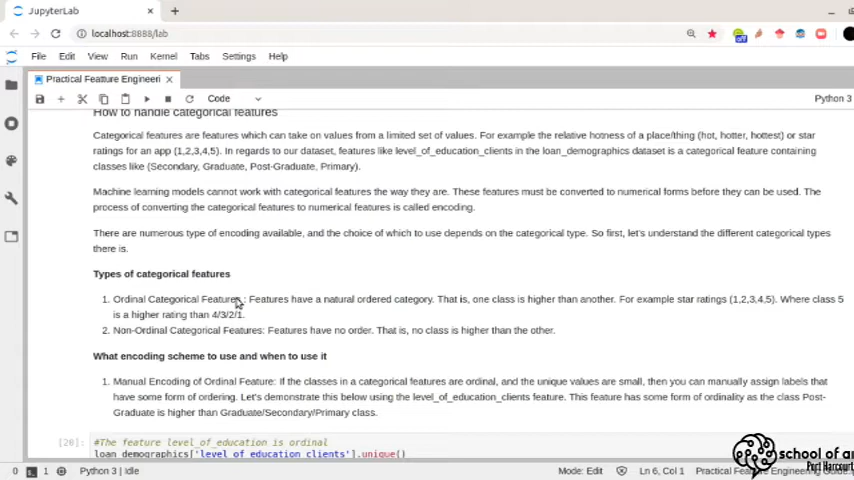 JupyterLab
localhost:8888/lab
off
File Edit View Run Kernel Tabs Settings Help
Practical Feature Engineeri
Code
Python 3
How to handle categorical features
Categorical features are features which can take on values from a limited set of values. For example the relative hotness of a place/thing (hot, hotter, hottest) or star
ratings for an app (1,2,3,4,5). In regards to our dataset, features like level_of_education_clients in the loan_demographics dataset is a categorical feature containing
classes like (Secondary, Graduate, Post-Graduate, Primary).
Machine learning models cannot work with categorical features the way they are. These features must be converted to numerical forms before they can be used. The
process of converting the categorical features to numerical features is called encoding.
There are numerous type of encoding available, and the choice of which to use depends on the categorical type. So first, let's understand the different categorical types
there is.
Types of categorical features
1. Ordinal Categorical Features : Features have a natural ordered category. That is, one class is higher than another. For example star ratings (1,2,3,4,5). Where class 5
is a higher rating than 4/3/2/1.
2. Non-Ordinal Categorical Features: Features have no order. That is, no class is higher than the other.
What encoding scheme to use and when to use it
1. Manual Encoding of Ordinal Feature: If the classes in a categorical features are ordinal, and the unique values are small, then you can manually assign labels that
have some form of ordering. Let's demonstrate this below using the level_of_education_clients feature. This feature has some form of ordinality as the class Post-
Graduate is higher than Graduate/Secondary/Primary class.
[20]: #The feature level_of_education is ordinal
loan_demographics['level_of_education_clients'].unique()
school of a
Port Harcourt
0 1 Python 3 | Idle
Mode: Edit Ln 6, Col 1 Practical Feature Engineering Guide